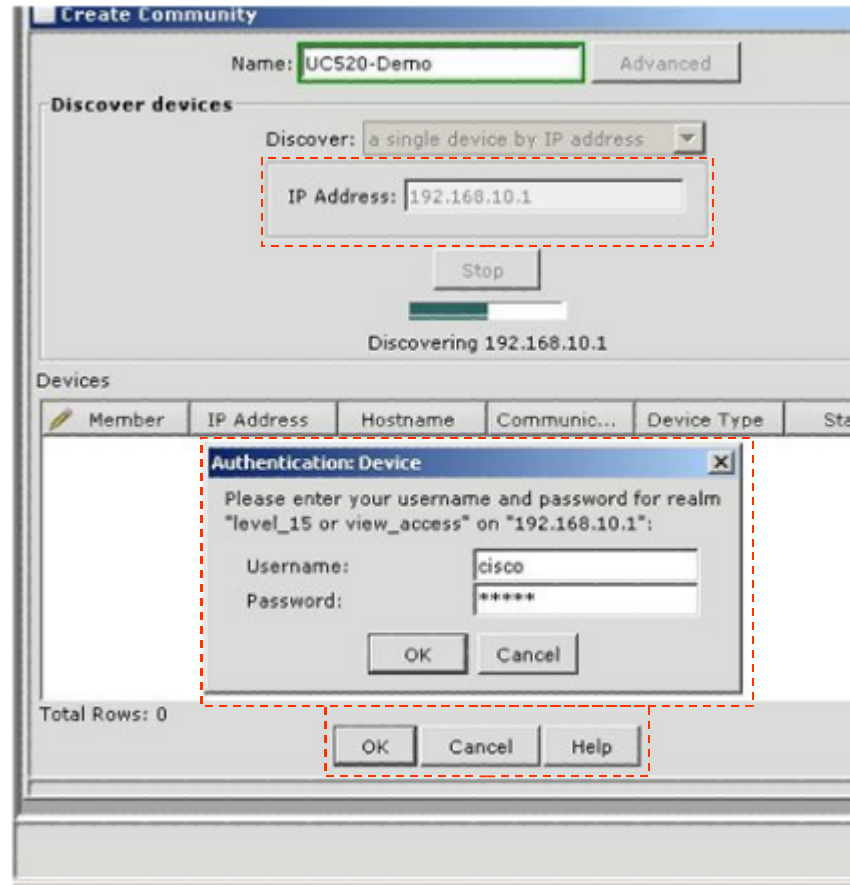 Create Community
Name: UC520-Demo Advanced
Discover devices
Discover: a single device by IP address
IP Address: 192.168.10.1
Stop
Discovering 192.168.10.1
Devices
Member IP Address Hostname Communic... Device Type Sta
Authentication: Device
Please enter your username and password for realm
"level_15 or view_access" on "192.168.10.1":
Username: cisco
Password: *****
OK Cancel
Total Rows: 0
OK Cancel Help